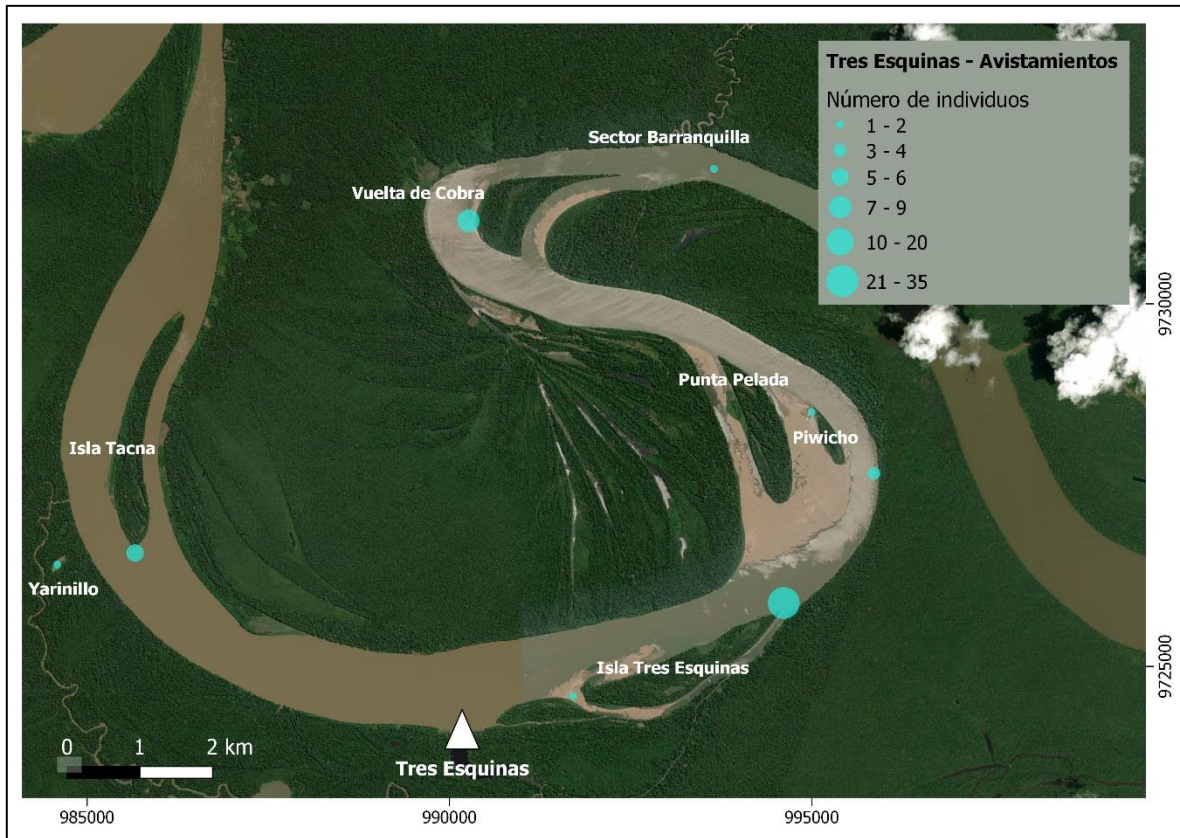 Tres Esquinas - Avistamientos
Número de individuos
1 - 2
3 - 4
5 - 6
7 - 9
10 - 20
21 - 35
Sector Barranquilla
Vuelta de Cobra
Punta Pelada
Piwicho
Isla Tacna
Yarinillo
Isla Tres Esquinas
Tres Esquinas
0 1 2 km
985000 990000 995000
9730000
9725000